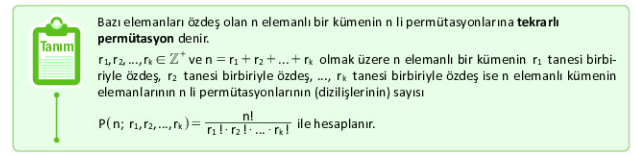 Bazı elemanları özdeş olan n elemanlı bir kümenin n li permütasyonlarına tekrarlı
permütasyon denir.
Tanım
r₁,r₂,...,rₖ ∈ ℤ⁺ ve n = r₁ + r₂ + ... + rₖ olmak üzere n elemanlı bir kümenin r₁ tanesi birbi-
riyle özdeş, r₂ tanesi birbiriyle özdeş, ..., rₖ tanesi birbiriyle özdeş ise n elemanlı kümenin
elemanlarının n li permütasyonlarının (dizilişlerinin) sayısı
P( n; r₁,r₂,...,rₖ) = n! / r₁! · r₂! · ... · rₖ! ile hesaplanır.